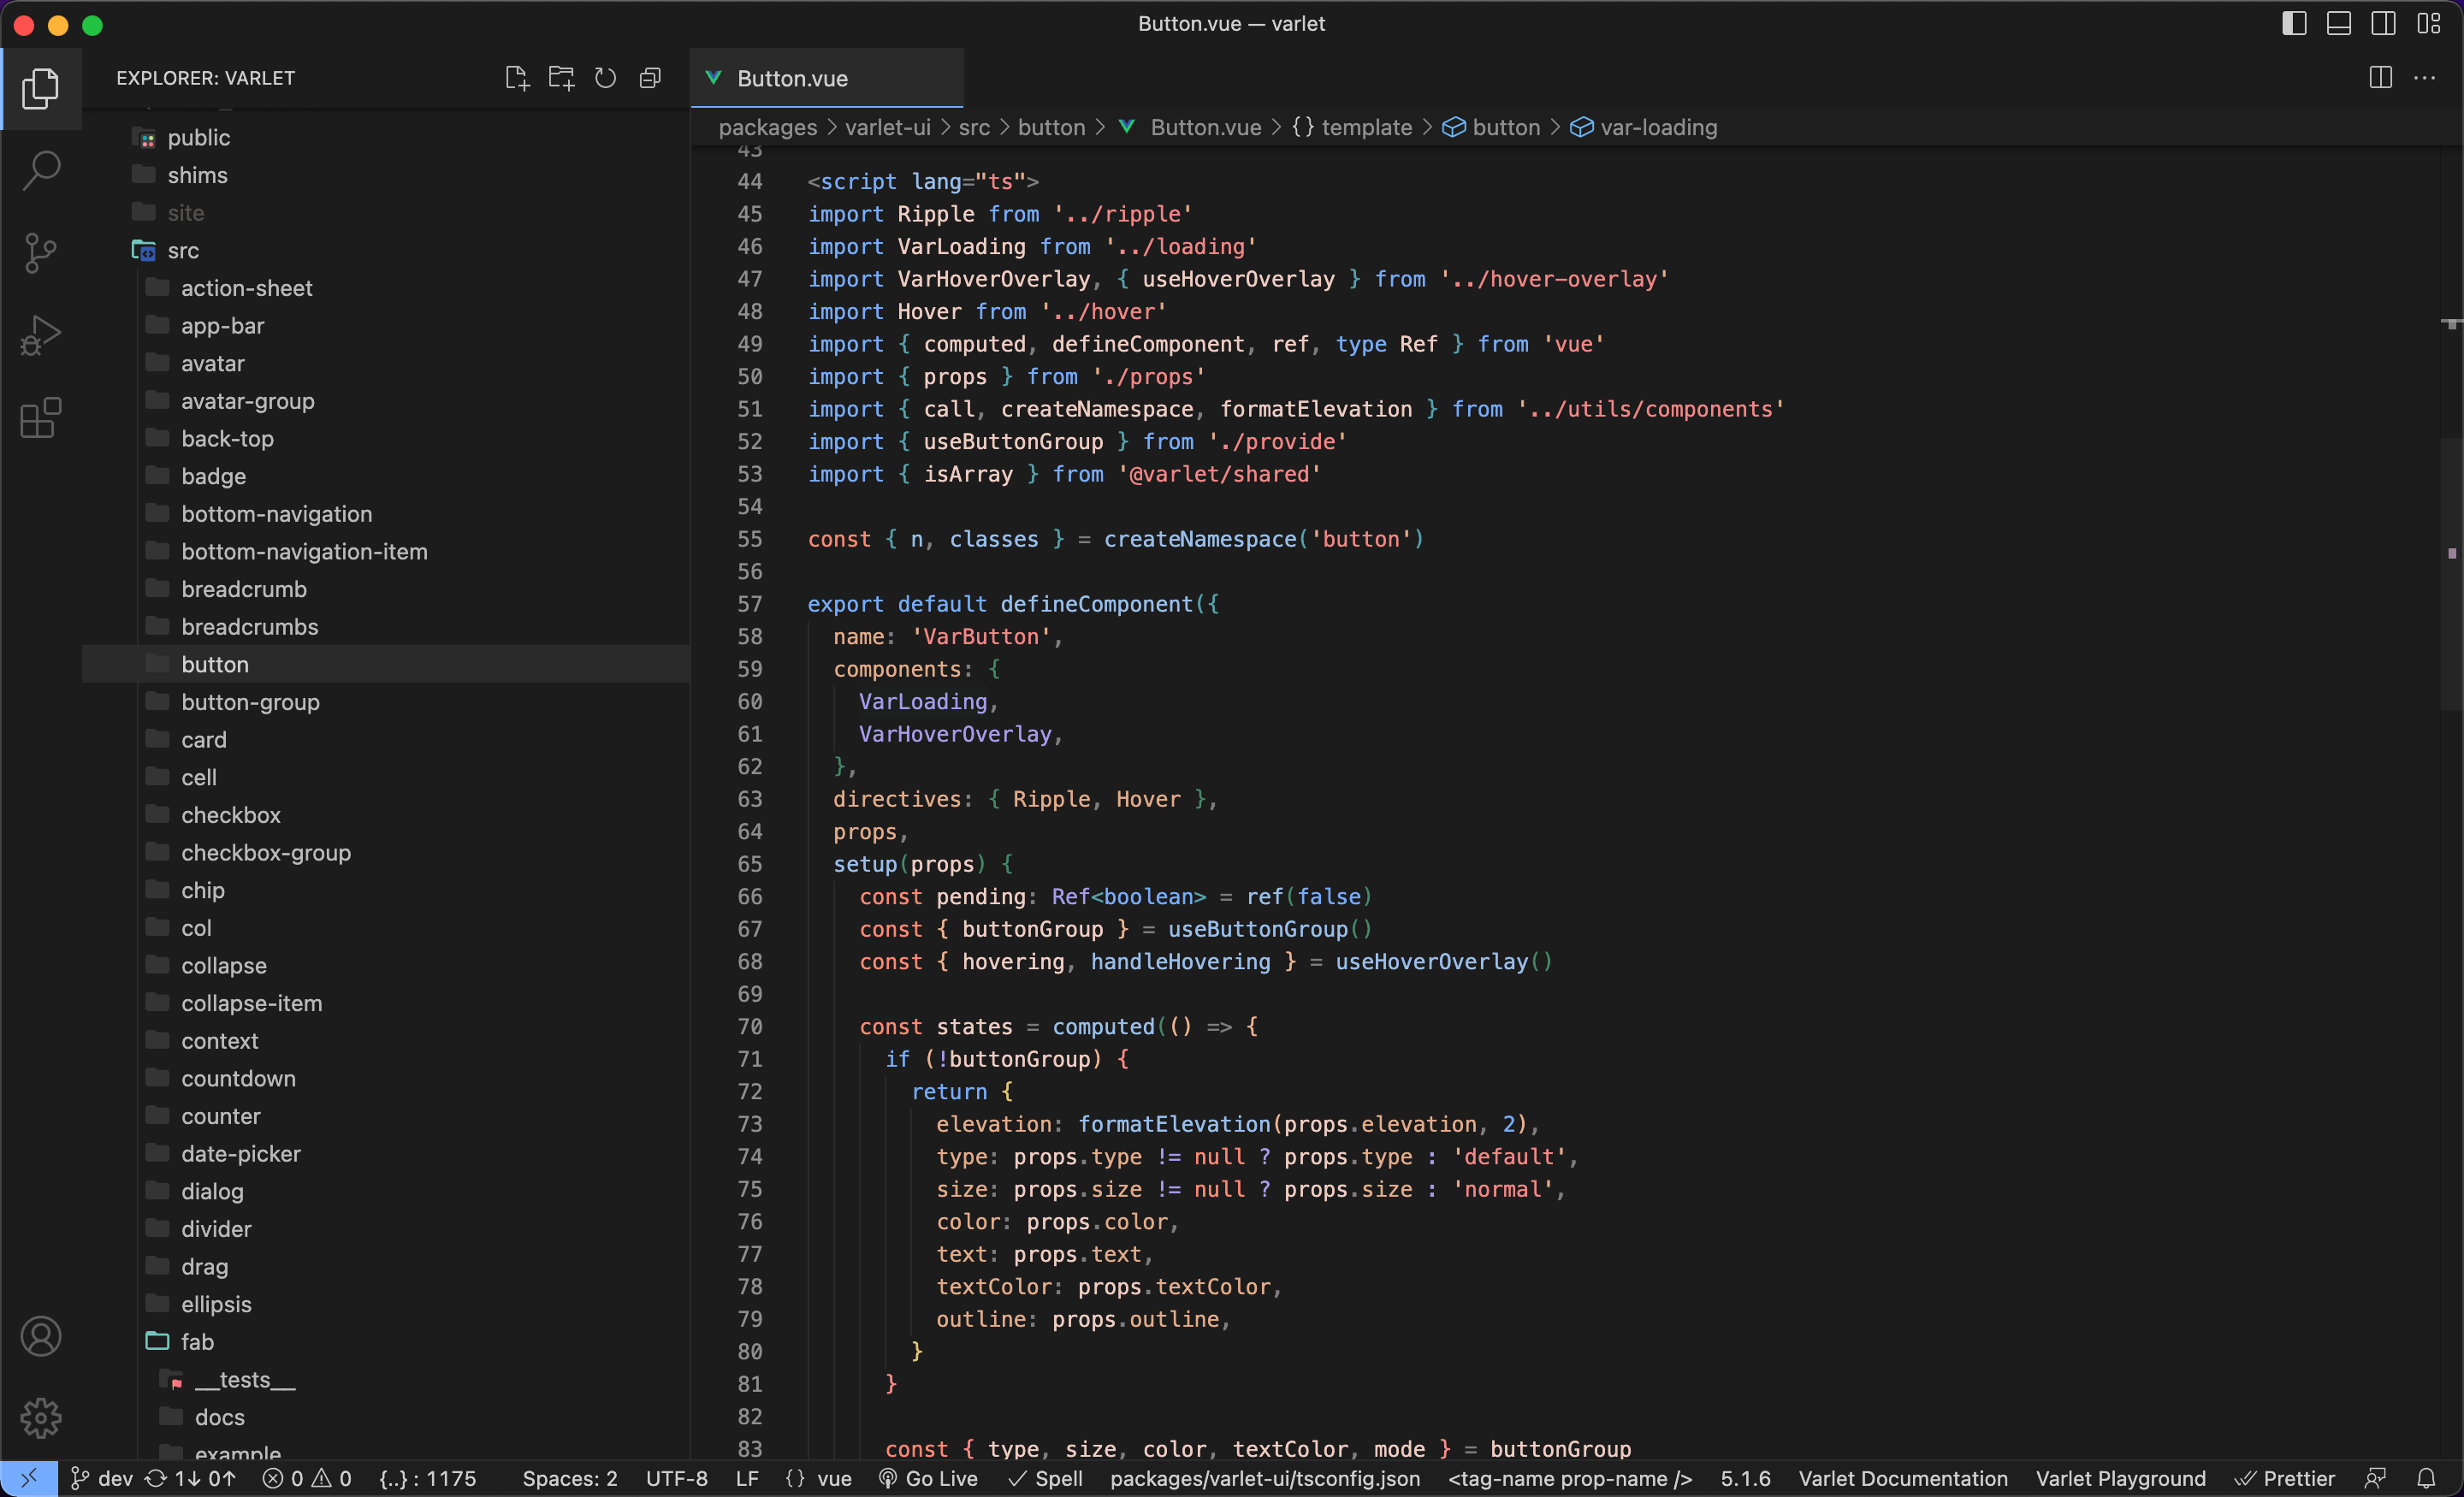 Button.vue — varlet
EXPLORER: VARLET
public
shims
site
src
action-sheet
app-bar
avatar
avatar-group
back-top
badge
bottom-navigation
bottom-navigation-item
breadcrumb
breadcrumbs
button
button-group
card
cell
checkbox
checkbox-group
chip
col
collapse
collapse-item
context
countdown
counter
date-picker
dialog
divider
drag
ellipsis
fab
__tests__
docs
example
Button.vue
packages > varlet-ui > src > button > Button.vue > {} template > button > var-loading
43
44 <script lang="ts">
45 import Ripple from '../ripple'
46 import VarLoading from '../loading'
47 import VarHoverOverlay, { useHoverOverlay } from '../hover-overlay'
48 import Hover from '../hover'
49 import { computed, defineComponent, ref, type Ref } from 'vue'
50 import { props } from './props'
51 import { call, createNamespace, formatElevation } from '../utils/components'
52 import { useButtonGroup } from './provide'
53 import { isArray } from '@varlet/shared'
54
55 const { n, classes } = createNamespace('button')
56
57 export default defineComponent({
58   name: 'VarButton',
59   components: {
60     VarLoading,
61     VarHoverOverlay,
62   },
63   directives: { Ripple, Hover },
64   props,
65   setup(props) {
66     const pending: Ref<boolean> = ref(false)
67     const { buttonGroup } = useButtonGroup()
68     const { hovering, handleHovering } = useHoverOverlay()
69
70     const states = computed(() => {
71       if (!buttonGroup) {
72         return {
73           elevation: formatElevation(props.elevation, 2),
74           type: props.type != null ? props.type : 'default',
75           size: props.size != null ? props.size : 'normal',
76           color: props.color,
77           text: props.text,
78           textColor: props.textColor,
79           outline: props.outline,
80         }
81       }
82
83       const { type, size, color, textColor, mode } = buttonGroup
dev 1↓ 0↑ 0 0 {..} : 1175 Spaces: 2 UTF-8 LF {} vue Go Live Spell packages/varlet-ui/tsconfig.json <tag-name prop-name /> 5.1.6 Varlet Documentation Varlet Playground Prettier